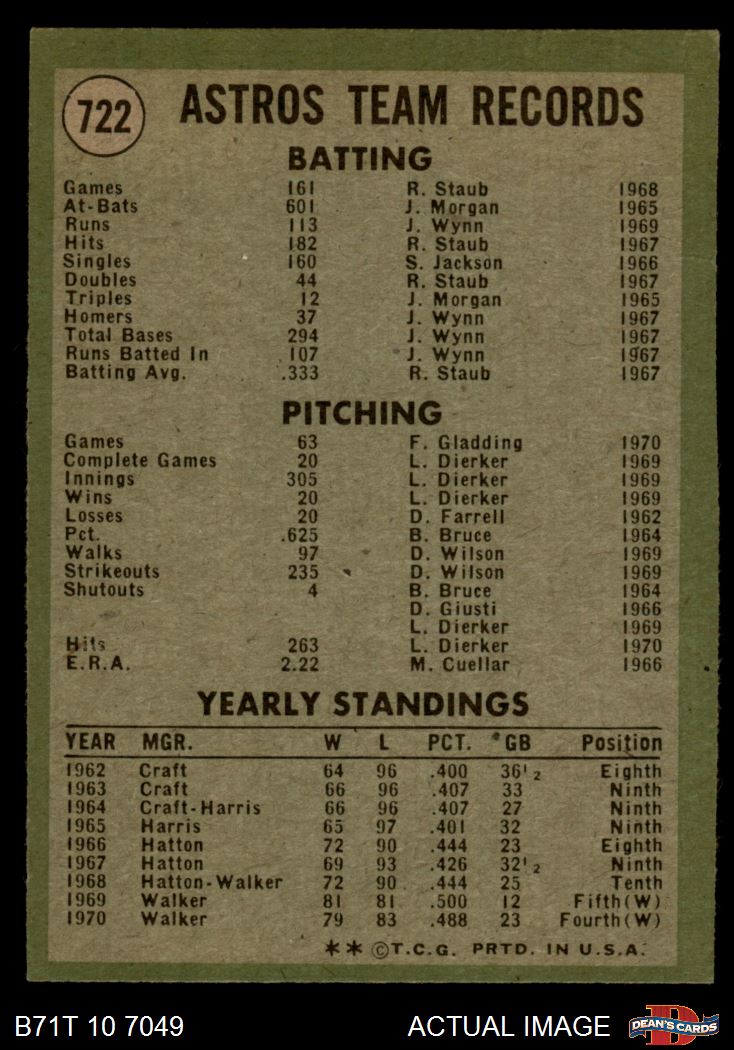 722 ASTROS TEAM RECORDS
BATTING
Games 161 R. Staub 1968
At-Bats 601 J. Morgan 1965
Runs 113 J. Wynn 1969
Hits 182 R. Staub 1967
Singles 160 S. Jackson 1966
Doubles 44 R. Staub 1967
Triples 12 J. Morgan 1965
Homers 37 J. Wynn 1967
Total Bases 294 J. Wynn 1967
Runs Batted In 107 J. Wynn 1967
Batting Avg. .333 R. Staub 1967
PITCHING
Games 63 F. Gladding 1970
Complete Games 20 L. Dierker 1969
Innings 305 L. Dierker 1969
Wins 20 L. Dierker 1969
Losses 20 D. Farrell 1962
Pct. .625 B. Bruce 1964
Walks 97 D. Wilson 1969
Strikeouts 235 D. Wilson 1969
Shutouts 4 B. Bruce 1964
D. Giusti 1966
L. Dierker 1969
Hits 263 L. Dierker 1970
E.R.A. 2.22 M. Cuellar 1966
YEARLY STANDINGS
YEAR MGR. W L PCT. *GB Position
1962 Craft 64 96 .400 36½ Eighth
1963 Craft 66 96 .407 33 Ninth
1964 Craft-Harris 66 96 .407 27 Ninth
1965 Harris 65 97 .401 32 Ninth
1966 Hatton 72 90 .444 23 Eighth
1967 Hatton 69 93 .426 32½ Ninth
1968 Hatton-Walker 72 90 .444 25 Tenth
1969 Walker 81 81 .500 12 Fifth(W)
1970 Walker 79 83 .488 23 Fourth(W)
** ©T.C.G. PRTD. IN U.S.A.
B71T 10 7049 ACTUAL IMAGE D DEAN'S CARDS